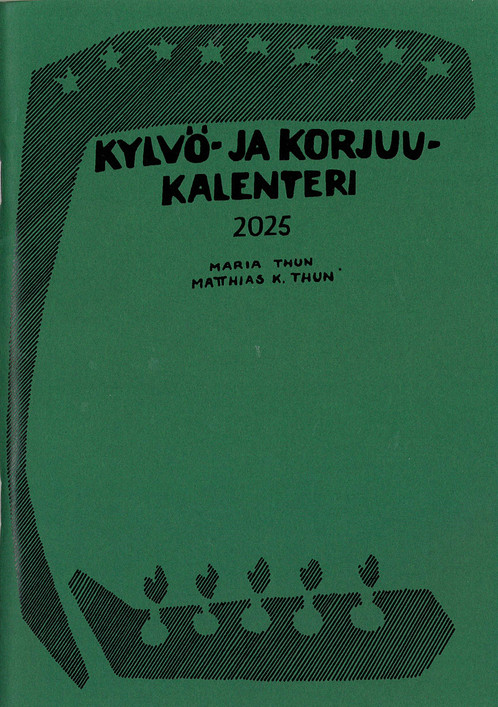 KYLVÖ- JA KORJUU-
KALENTERI
2025
MARIA THUN
MATTHIAS K. THUN